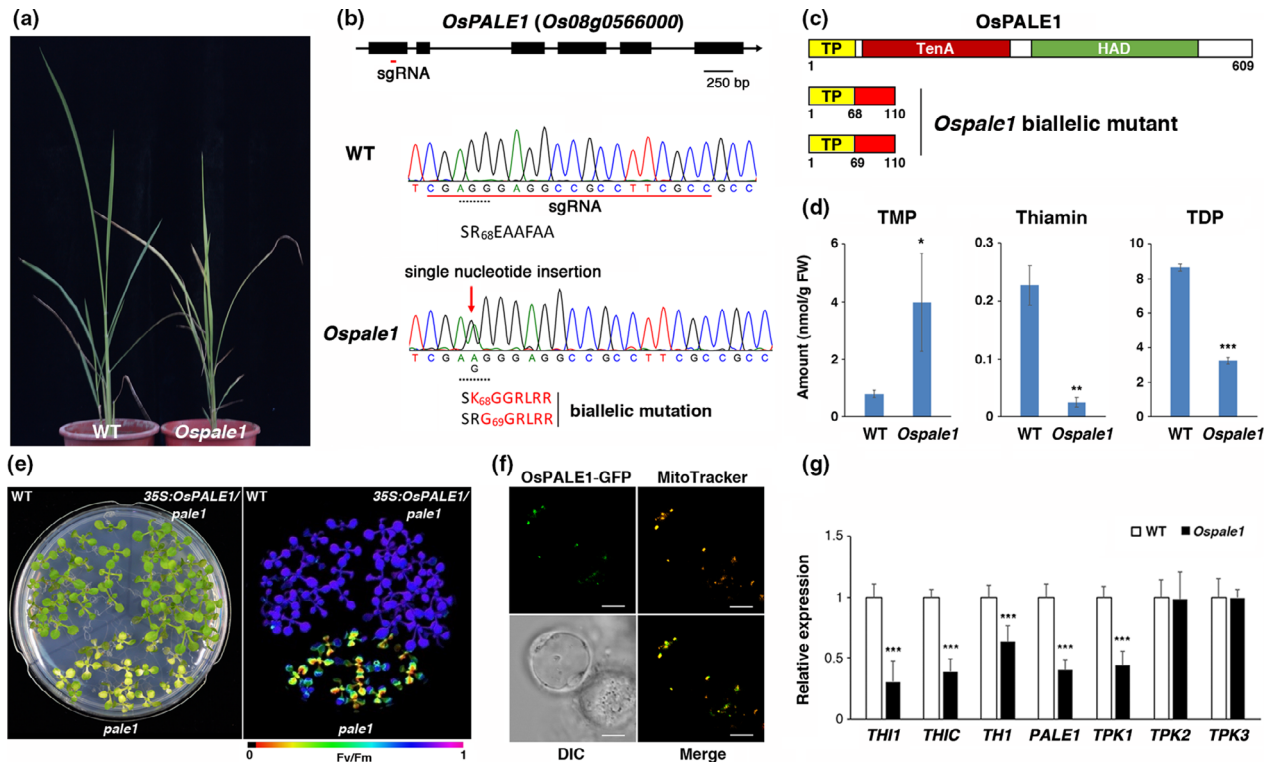 (a)
WT
Ospale1
(b)
OsPALE1 (Os08g0566000)
sgRNA
250 bp
WT
T C G A G G G A G G C C G C C T T C G C C G C C
sgRNA
SR68EAAFAA
single nucleotide insertion
Ospale1
T C G A A G G G A G G C C G C C T T C G C C G C C
G
SK68GGRLRR
SRG69GRLRR
biallelic mutation
(c)
OsPALE1
TP TenA HAD
1 609
TP
1 68 110
TP
1 69 110
Ospale1 biallelic mutant
(d)
TMP
Amount (nmol/g FW)
6
4
2
0
*
WT Ospale1
Thiamin
0.3
0.2
0.1
0
**
WT Ospale1
TDP
10
8
6
4
2
0
***
WT Ospale1
(e)
WT
35S:OsPALE1/
pale1
pale1
WT
35S:OsPALE1/
pale1
pale1
0 1
Fv/Fm
(f)
OsPALE1-GFP MitoTracker
DIC Merge
(g)
WT Ospale1
Relative expression
1.5
1
0.5
0
*** *** *** *** ***
THI1 THIC TH1 PALE1 TPK1 TPK2 TPK3